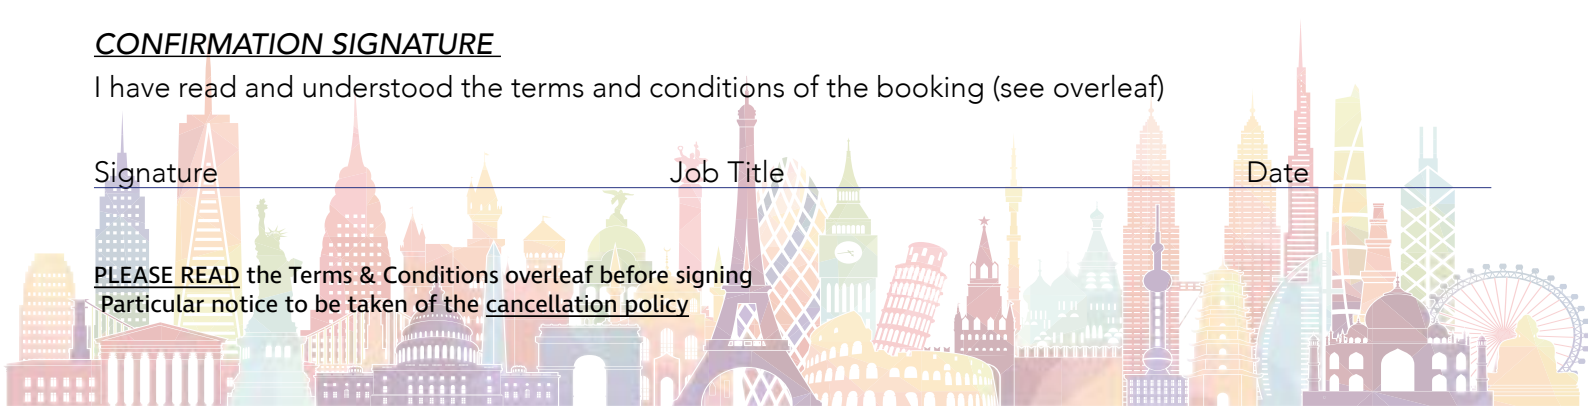 CONFIRMATION SIGNATURE
I have read and understood the terms and conditions of the booking (see overleaf)
Signature Job Title Date
PLEASE READ the Terms & Conditions overleaf before signing
Particular notice to be taken of the cancellation policy